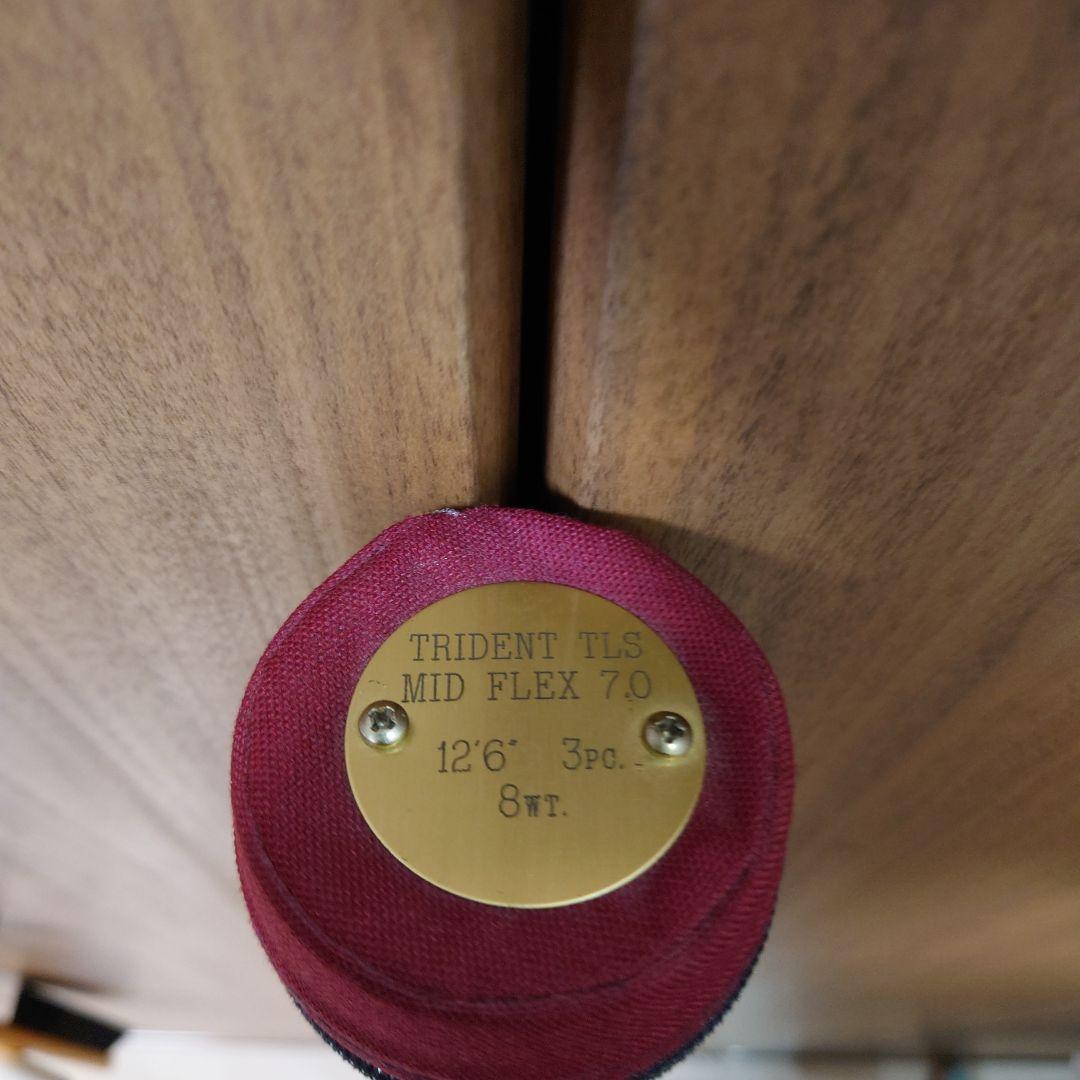 TRIDENT TLS
MID FLEX 7.0
12'6" 3PC.
8WT.